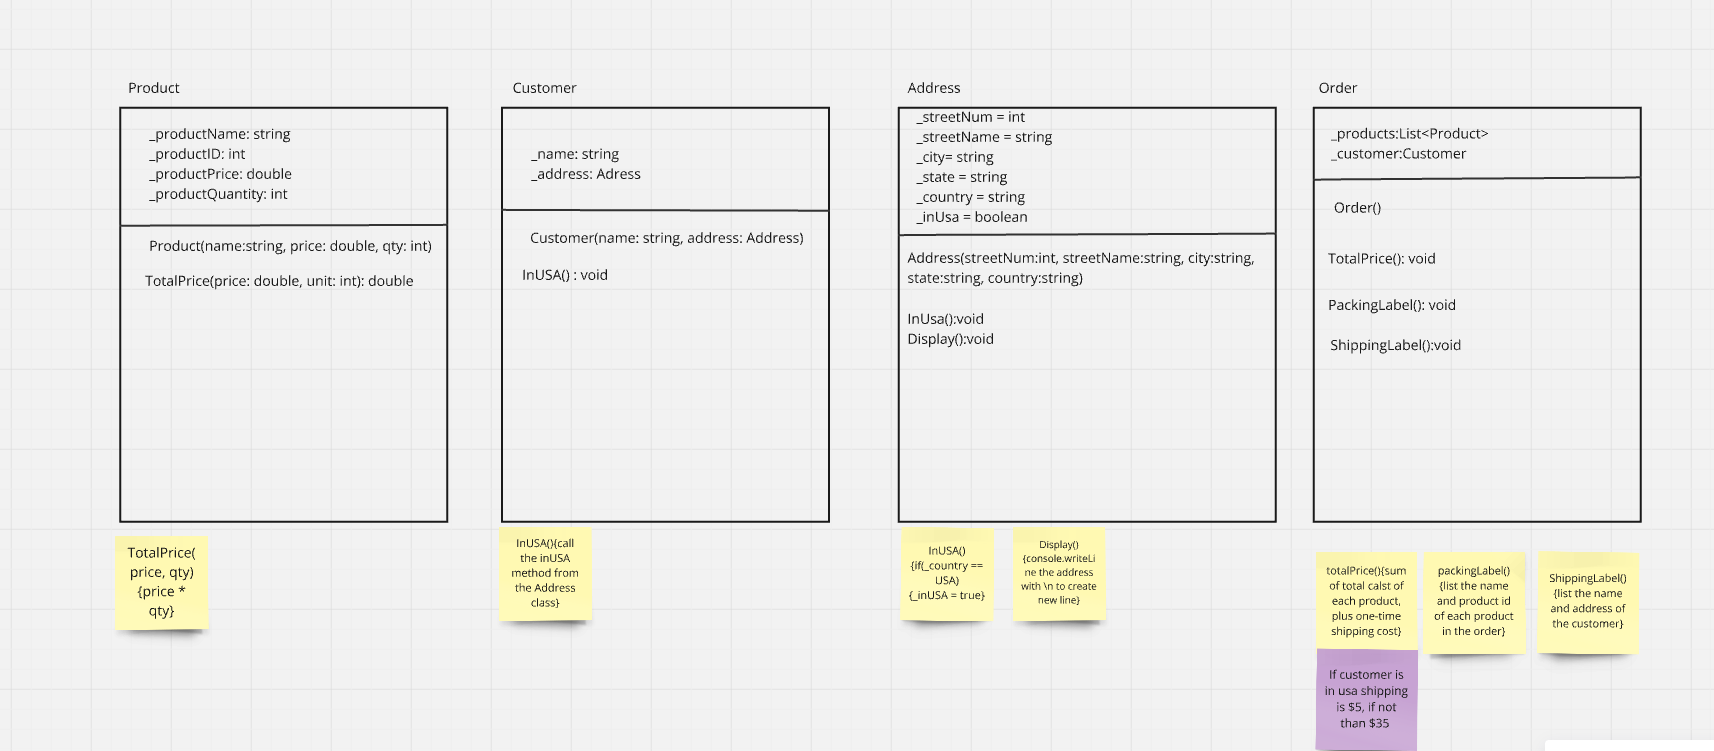 Product
_productName: string
_productID: int
_productPrice: double
_productQuantity: int
Product(name:string, price: double, qty: int)
TotalPrice(price: double, unit: int): double
TotalPrice(
price, qty)
{price *
qty}
Customer
_name: string
_address: Adress
Customer(name: string, address: Address)
InUSA() : void
InUSA(){call
the inUSA
method from
the Address
class}
Address
_streetNum = int
_streetName = string
_city= string
_state = string
_country = string
_inUsa = boolean
Address(streetNum:int, streetName:string, city:string,
state:string, country:string)
InUsa():void
Display():void
InUSA()
{if(_country ==
USA)
{_inUSA = true}
Display()
{console.writeLi
ne the address
with \n to create
new line}
Order
_products:List<Product>
_customer:Customer
Order()
TotalPrice(): void
PackingLabel(): void
ShippingLabel():void
totalPrice(){sum
of total calst of
each product,
plus one-time
shipping cost}
packingLabel()
{list the name
and product id
of each product
in the order}
ShippingLabel()
{list the name
and address of
the customer}
If customer is
in usa shipping
is $5, if not
than $35